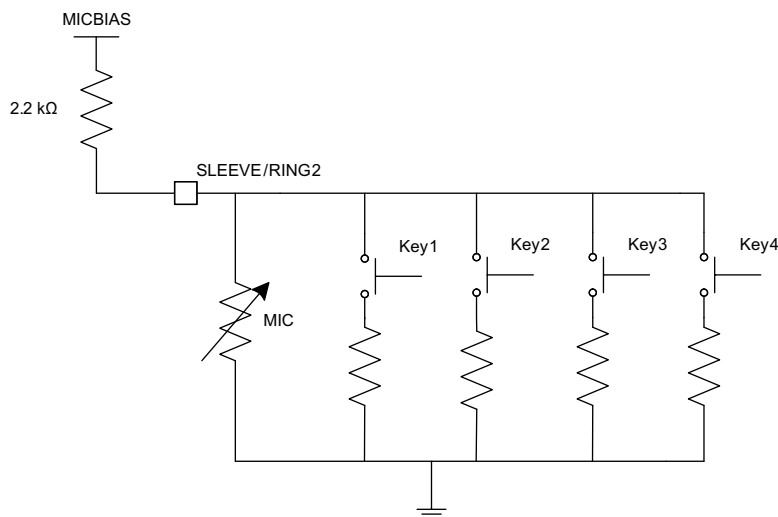 MICBIAS
2.2 kΩ
SLEEVE/RING2
Key1
Key2
Key3
Key4
MIC